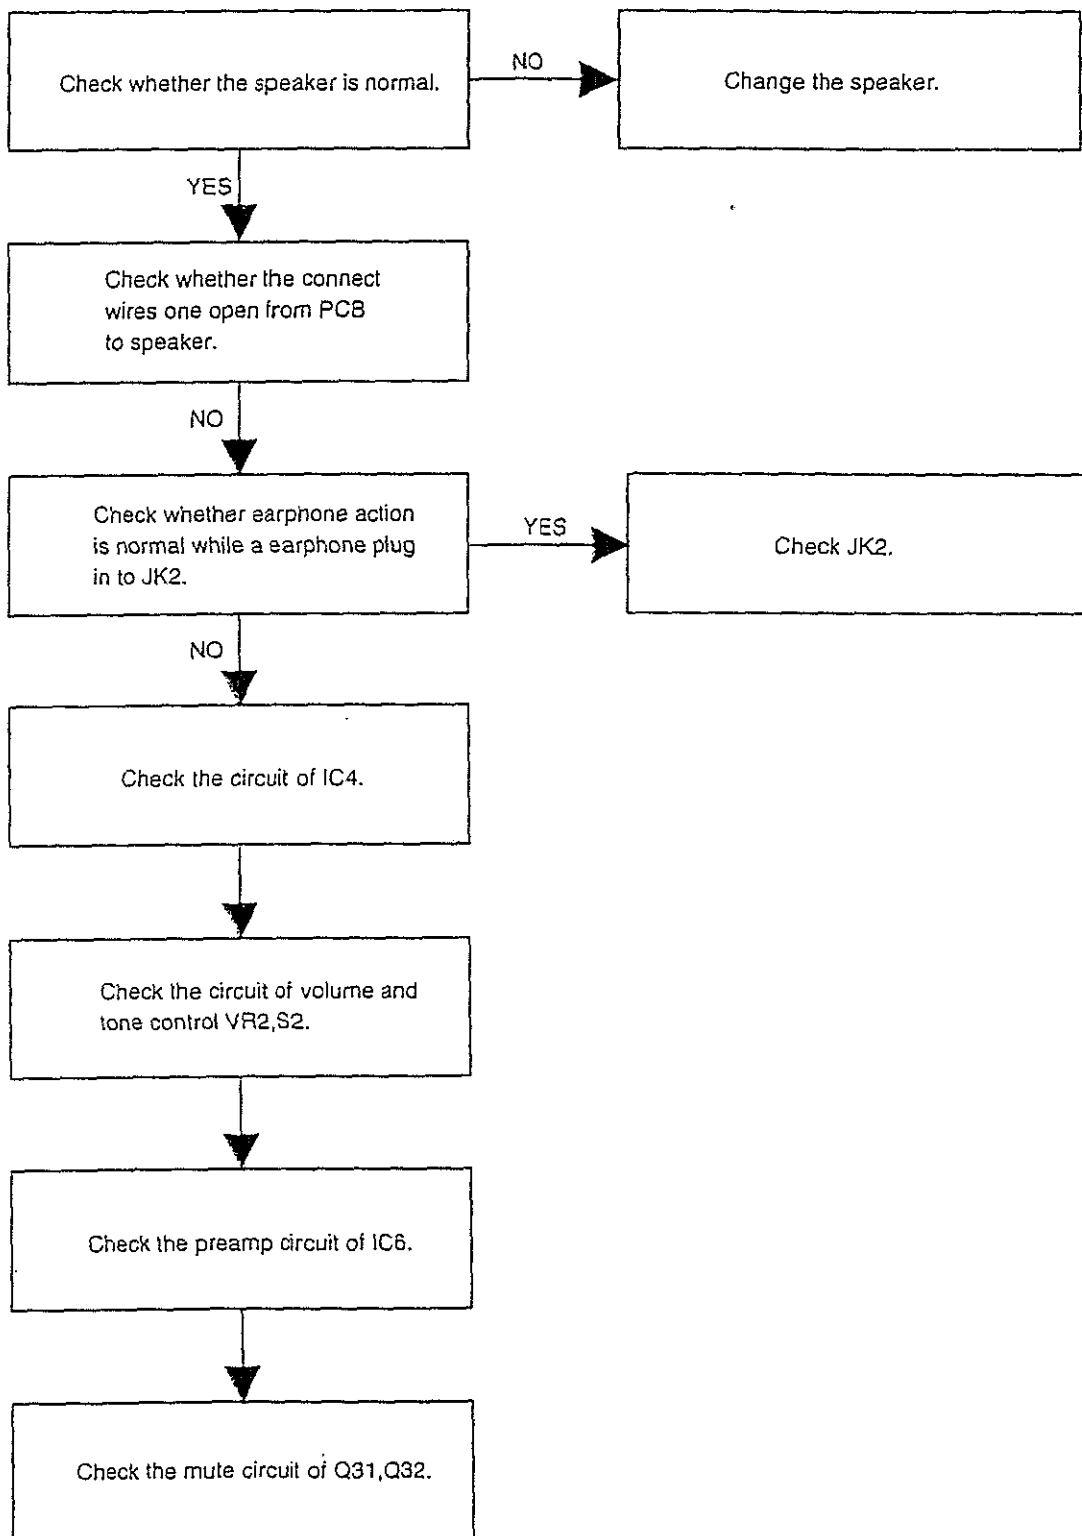 Check whether the speaker is normal.
NO
Change the speaker.
YES
Check whether the connect
wires one open from PCB
to speaker.
NO
Check whether earphone action
is normal while a earphone plug
in to JK2.
YES
Check JK2.
NO
Check the circuit of IC4.
Check the circuit of volume and
tone control VR2,S2.
Check the preamp circuit of IC6.
Check the mute circuit of Q31,Q32.